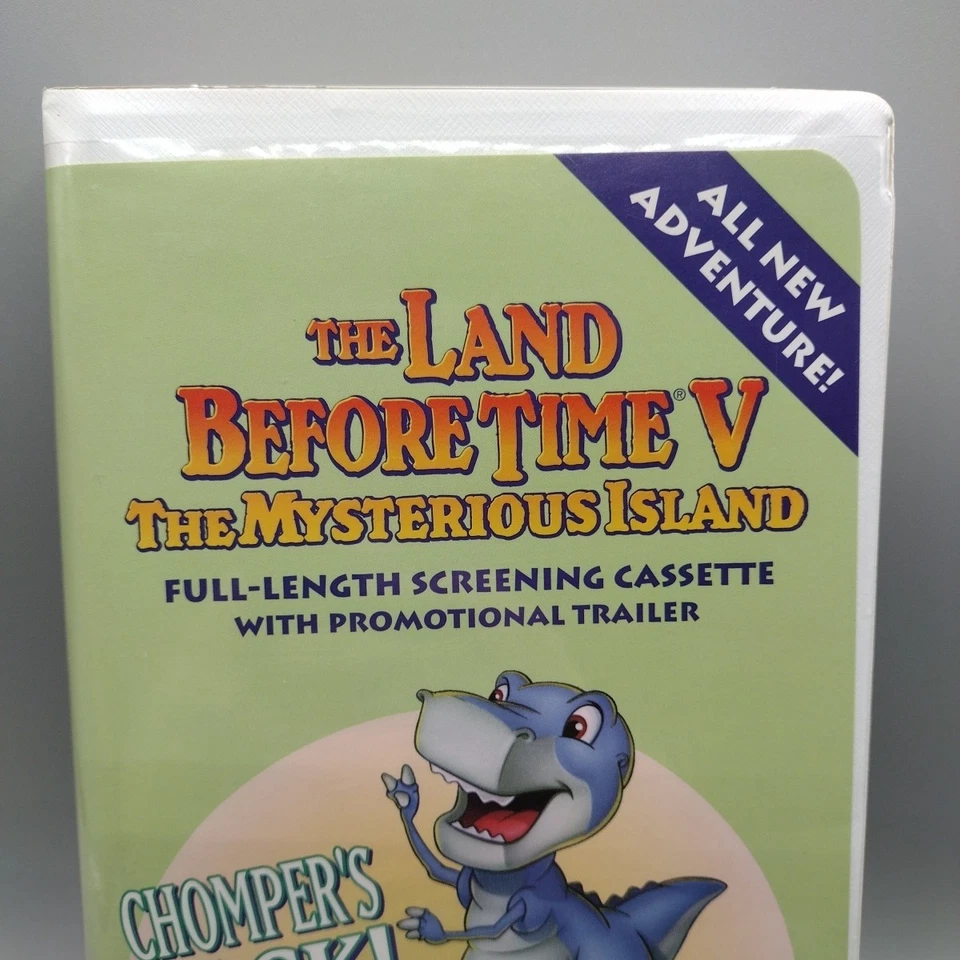 ALL NEW
ADVENTURE!
THE LAND
BEFORE TIME® V
THE MYSTERIOUS ISLAND
FULL-LENGTH SCREENING CASSETTE
WITH PROMOTIONAL TRAILER
CHOMPER'S